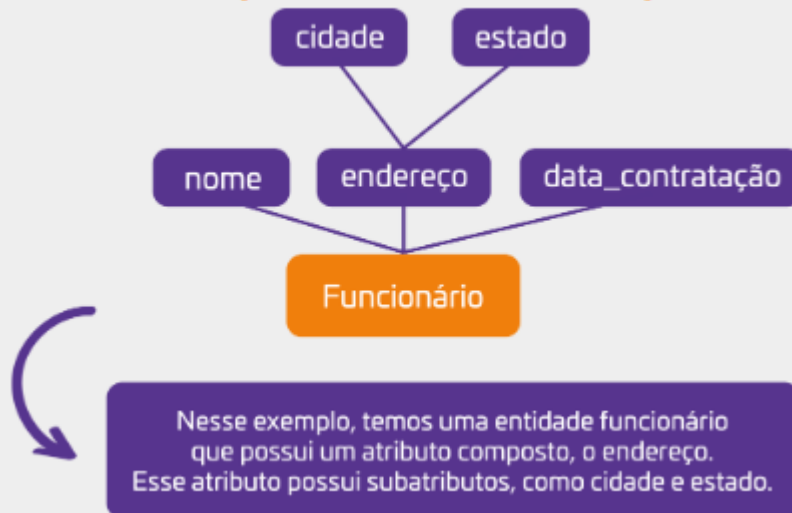 cidade
estado
nome
endereço
data_contratação
Funcionário
Nesse exemplo, temos uma entidade funcionário
que possui um atributo composto, o endereço.
Esse atributo possui subatributos, como cidade e estado.